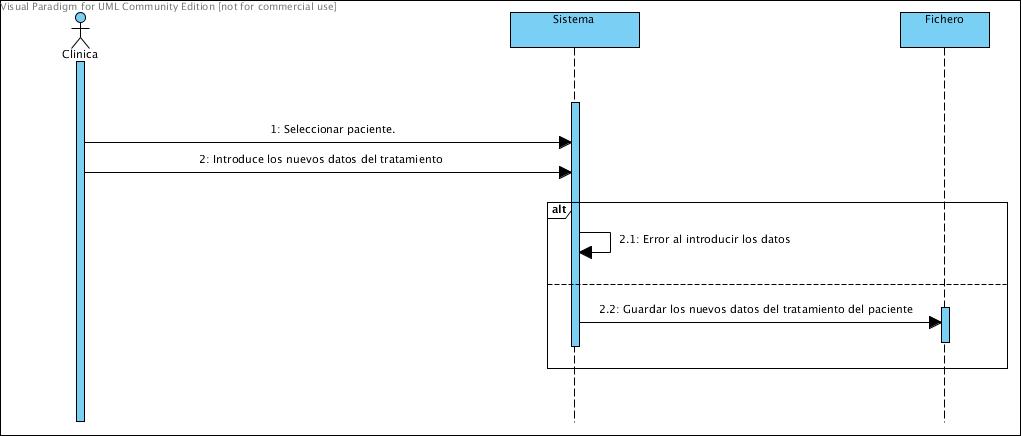 Visual Paradigm for UML Community Edition [not for commercial use]
Clínica
Sistema
Fichero
1: Seleccionar paciente.
2: Introduce los nuevos datos del tratamiento
alt
2.1: Error al introducir los datos
2.2: Guardar los nuevos datos del tratamiento del paciente